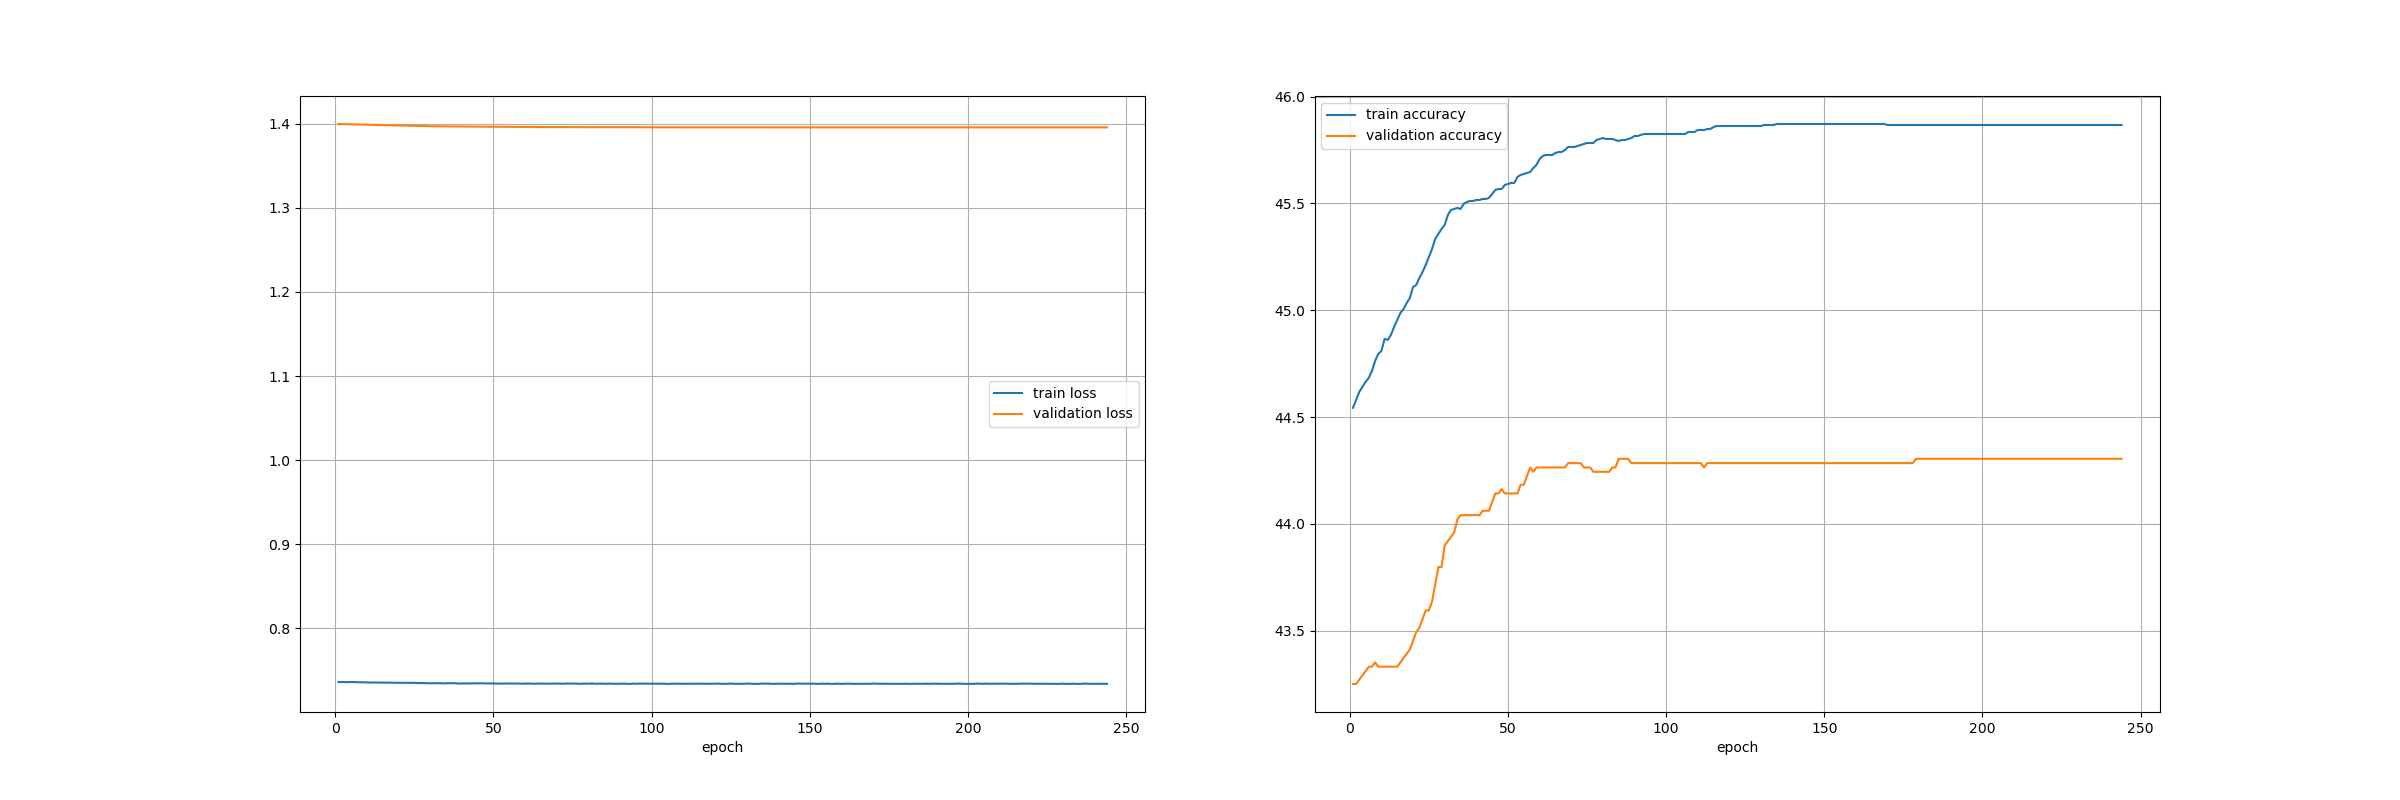 1.4
1.3
1.2
1.1
1.0
0.9
0.8
train loss
validation loss
0 50 100 150 200 250
epoch
46.0
45.5
45.0
44.5
44.0
43.5
train accuracy
validation accuracy
0 50 100 150 200 250
epoch